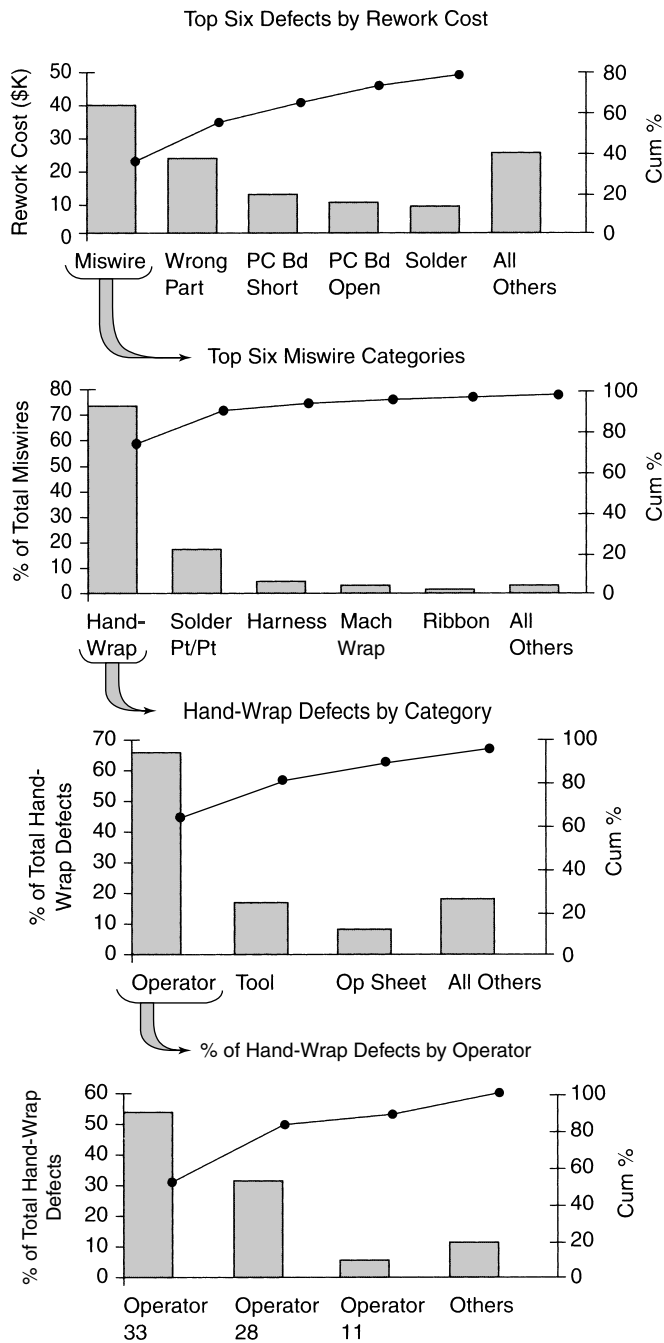 Top Six Defects by Rework Cost
Rework Cost ($K)
50
40
30
20
10
0
80
60
40
20
0
Cum %
Miswire
Wrong Part
PC Bd Short
PC Bd Open
Solder
All Others
Top Six Miswire Categories
% of Total Miswires
80
70
60
50
40
30
20
10
0
100
80
60
40
20
0
Cum %
Hand-Wrap
Solder Pt/Pt
Harness
Mach Wrap
Ribbon
All Others
Hand-Wrap Defects by Category
% of Total Hand-
Wrap Defects
70
60
50
40
30
20
10
0
100
80
60
40
20
0
Cum %
Operator
Tool
Op Sheet
All Others
% of Hand-Wrap Defects by Operator
% of Total Hand-Wrap
Defects
60
50
40
30
20
10
0
100
80
60
40
20
0
Cum %
Operator 33
Operator 28
Operator 11
Others